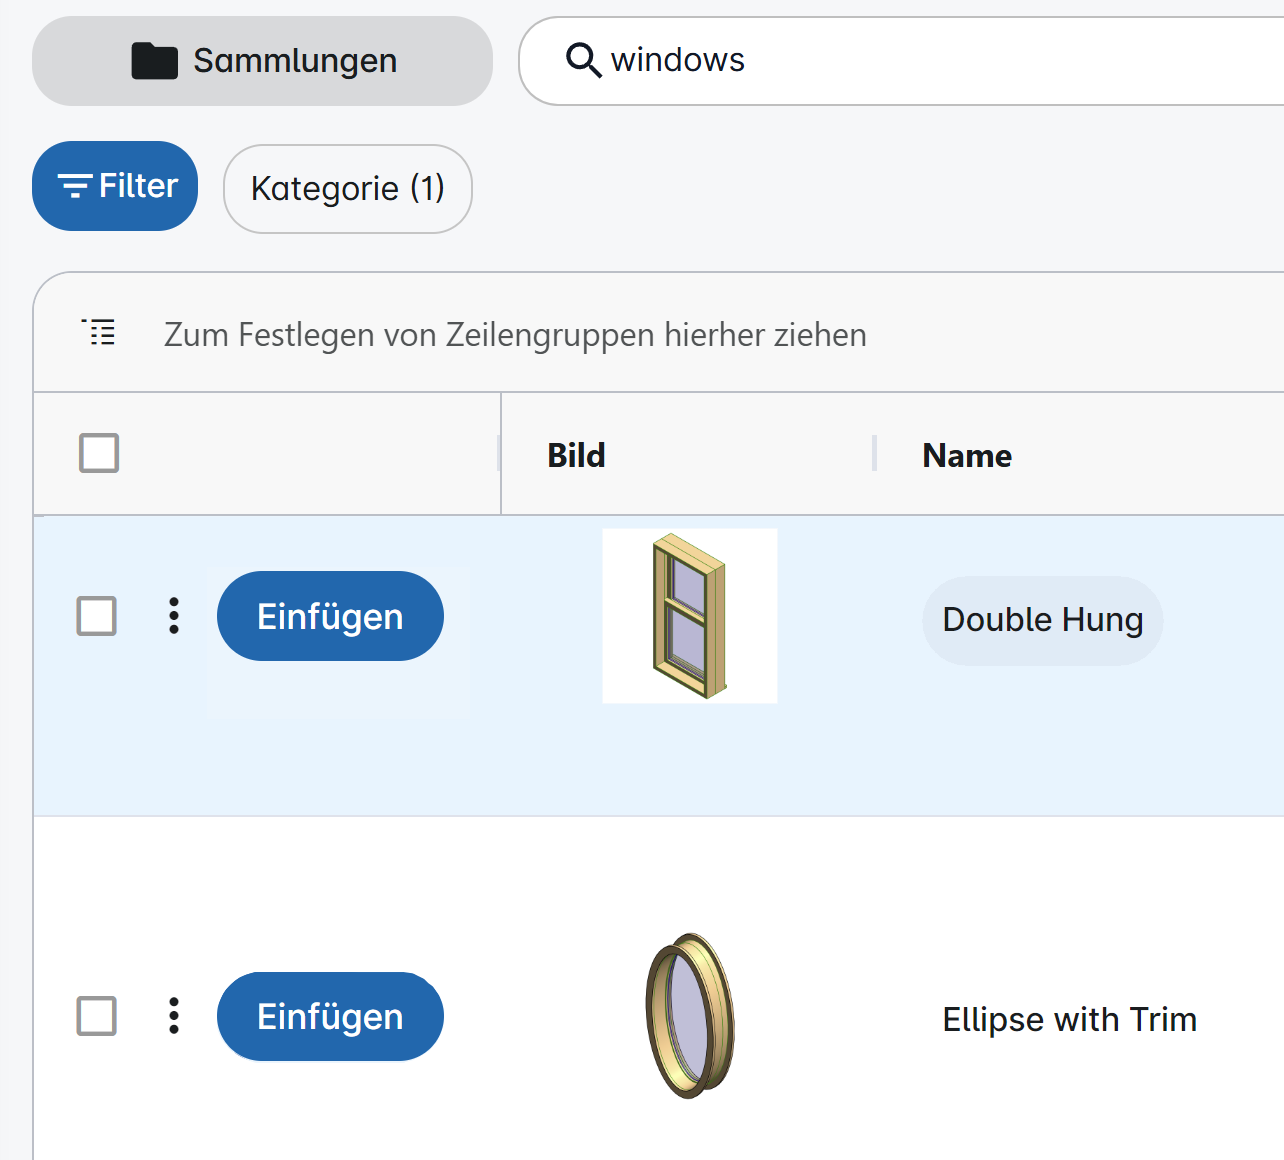 Sammlungen
windows
Filter
Kategorie (1)
Zum Festlegen von Zeilengruppen hierher ziehen
Bild
Name
Einfügen
Double Hung
Einfügen
Ellipse with Trim